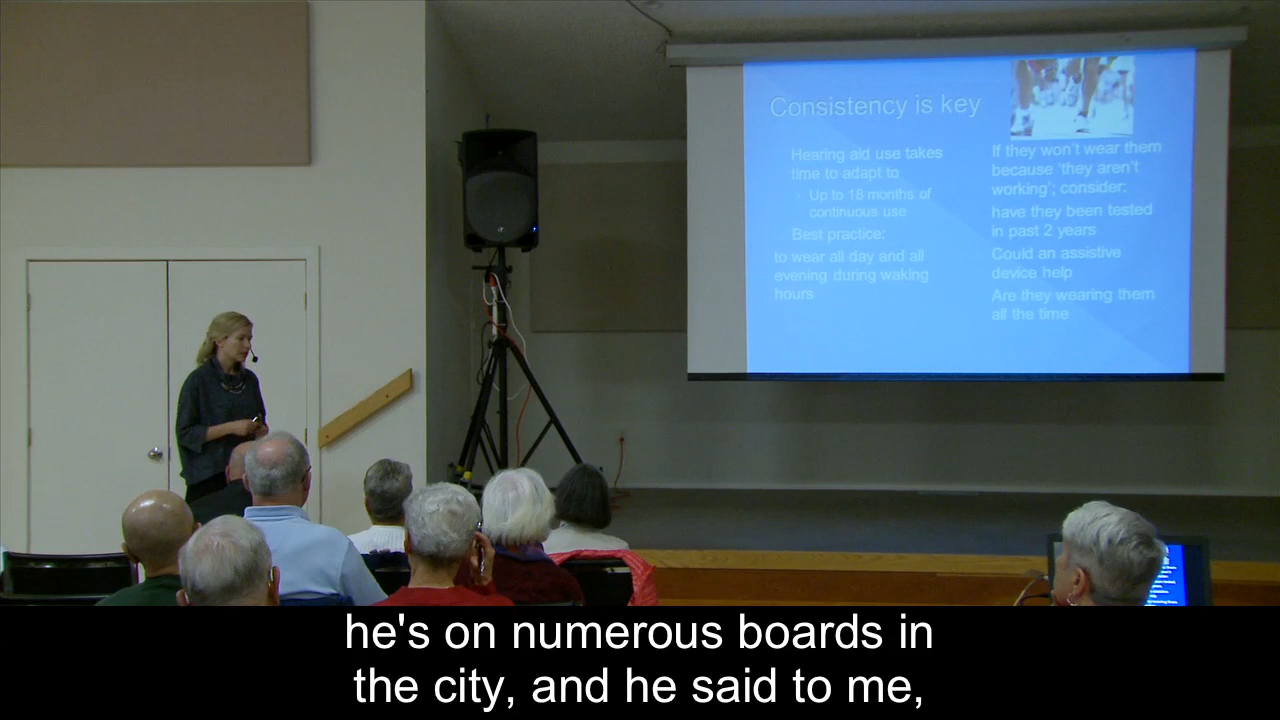 Consistency is key
Hearing aid use takes
time to adapt to
Up to 18 months of
continuous use
Best practice:
to wear all day and all
evening during waking
hours
If they won't wear them
because 'they aren't
working'; consider:
have they been tested
in past 2 years
Could an assistive
device help
Are they wearing them
all the time
he's on numerous boards in
the city, and he said to me,